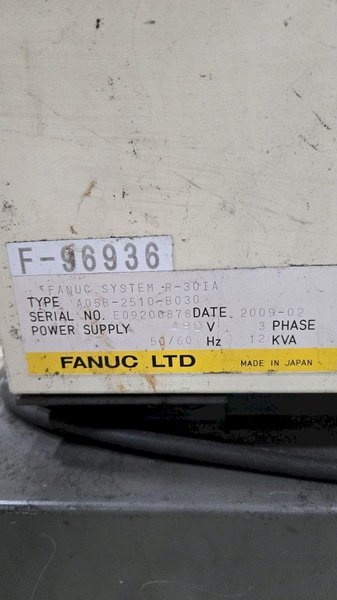 F-96936
FANUC SYSTEM R-30IA
TYPE A05B-2510-B030
SERIAL NO. E09200878 DATE 2009-02
POWER SUPPLY 480 V 3 PHASE
50/60 Hz 12 KVA
FANUC LTD MADE IN JAPAN